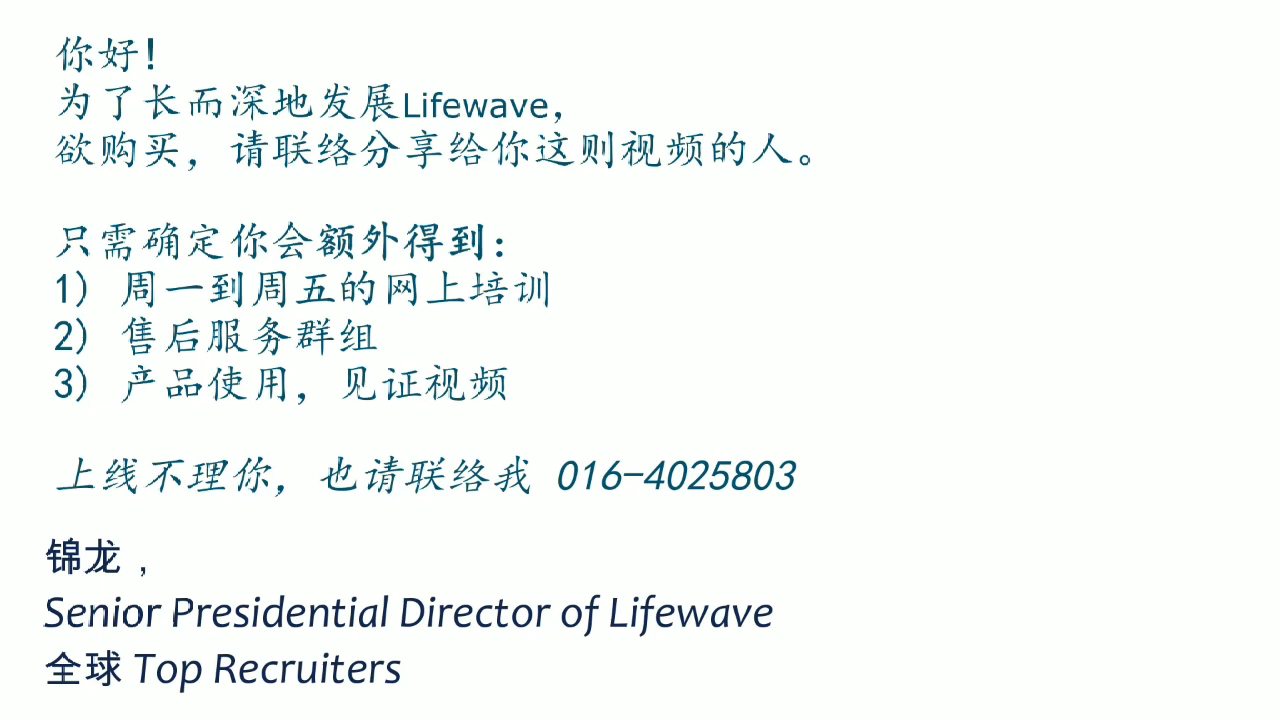 你好!
为了长而深地发展Lifewave,
欲购买，请联络分享给你这则视频的人。
只需确定你会额外得到：
1) 周一到周五的网上培训
2) 售后服务群组
3) 产品使用，见证视频
上线不理你，也请联络我 016-4025803
锦龙，
Senior Presidential Director of Lifewave
全球 Top Recruiters